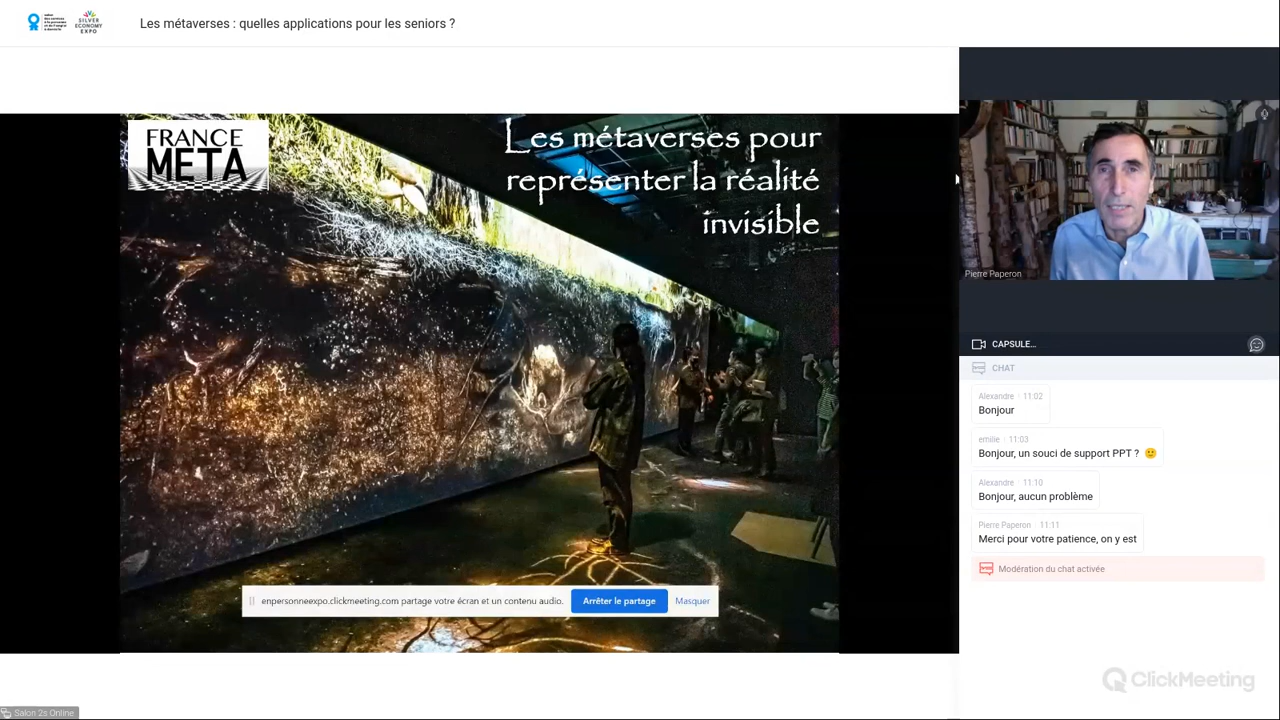 SILVER
ECONOMY
EXPO
Les métaverses : quelles applications pour les seniors ?
FRANCE
META
Les métaverses pour
représenter la réalité
invisible
enpersonneexpo.clickmeeting.com partage votre écran et un contenu audio.
Arrêter le partage
Masquer
Salon 2s Online
Pierre Paperon
CAPSULE...
CHAT
Alexandre · 11:02
Bonjour
emilie · 11:03
Bonjour, un souci de support PPT ? 🙂
Alexandre · 11:10
Bonjour, aucun problème
Pierre Paperon · 11:11
Merci pour votre patience, on y est
Modération du chat activée
ClickMeeting